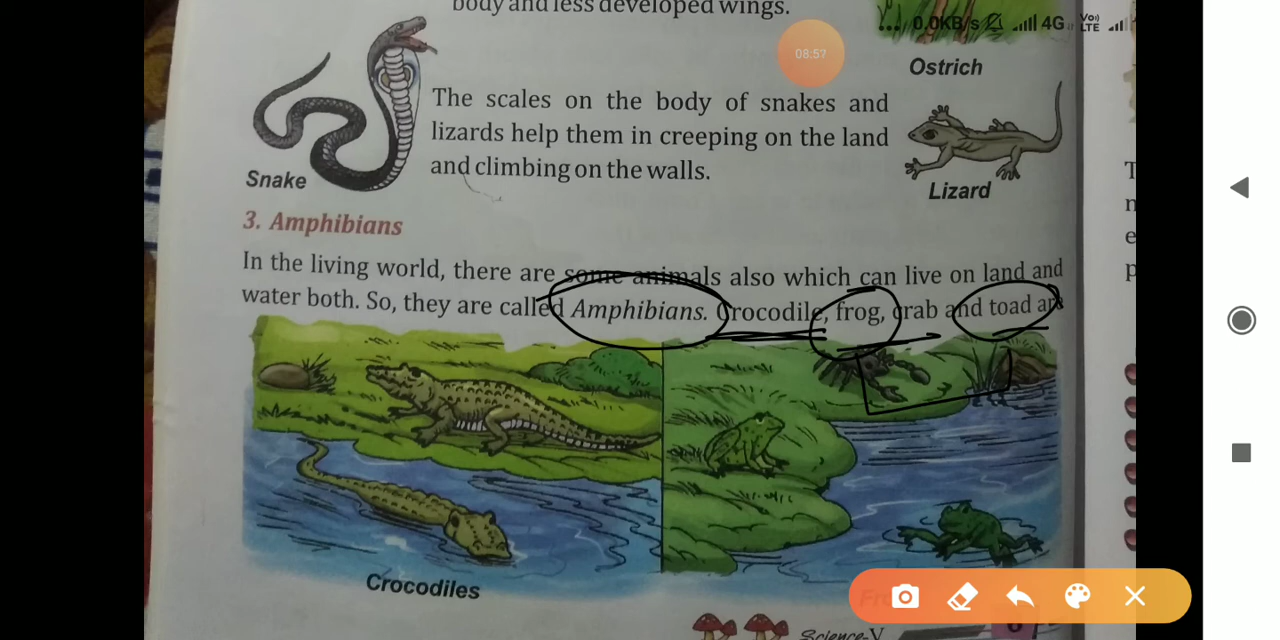 body and less developed wings.
0.0KB/s 4G Vo) LTE
08:57
Ostrich
The scales on the body of snakes and
lizards help them in creeping on the land
and climbing on the walls.
Snake
Lizard
3. Amphibians
In the living world, there are some animals also which can live on land and
water both. So, they are called Amphibians. Crocodile, frog, crab and toad are
Crocodiles
Science-V